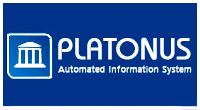 PLATONUS
Automated Information System